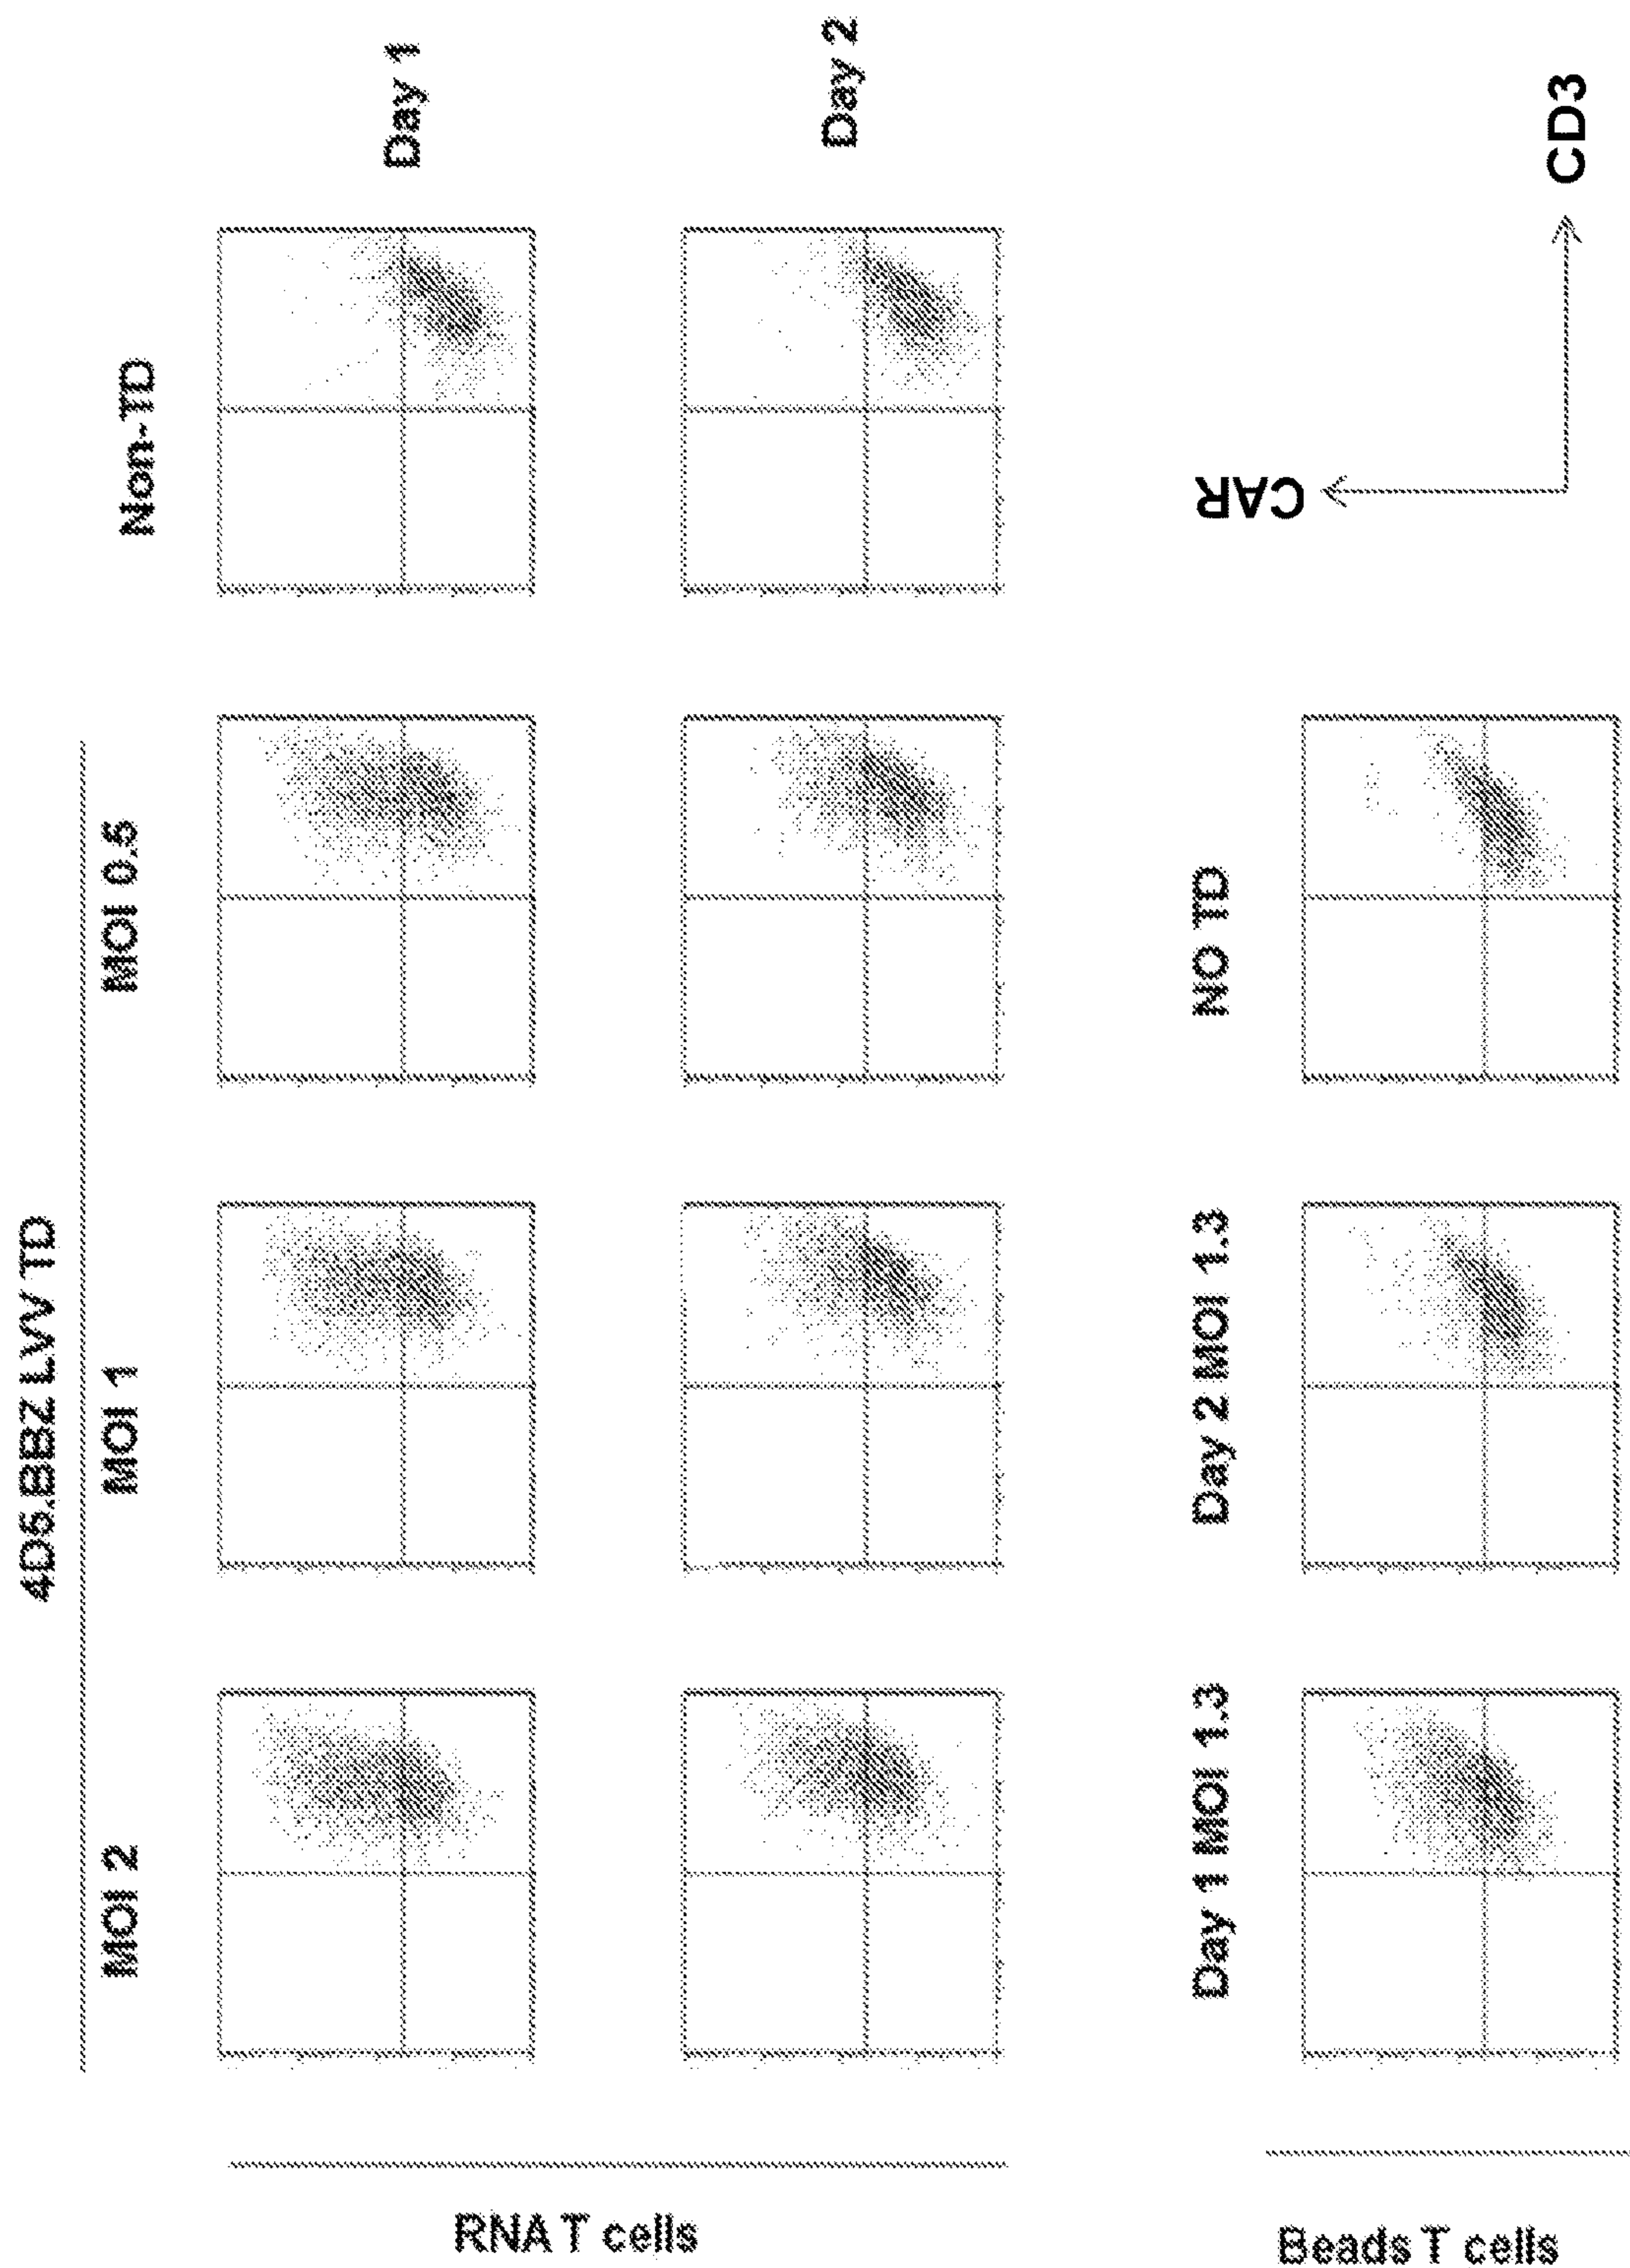 4D5.BBZ LVV TD
MOI 2
MOI 1
MOI 0.5
Non-TD
Day 1
Day 2
RNA T cells
Day 1 MOI 1.3
Day 2 MOI 1.3
NO TD
Beads T cells
CAR
CD3